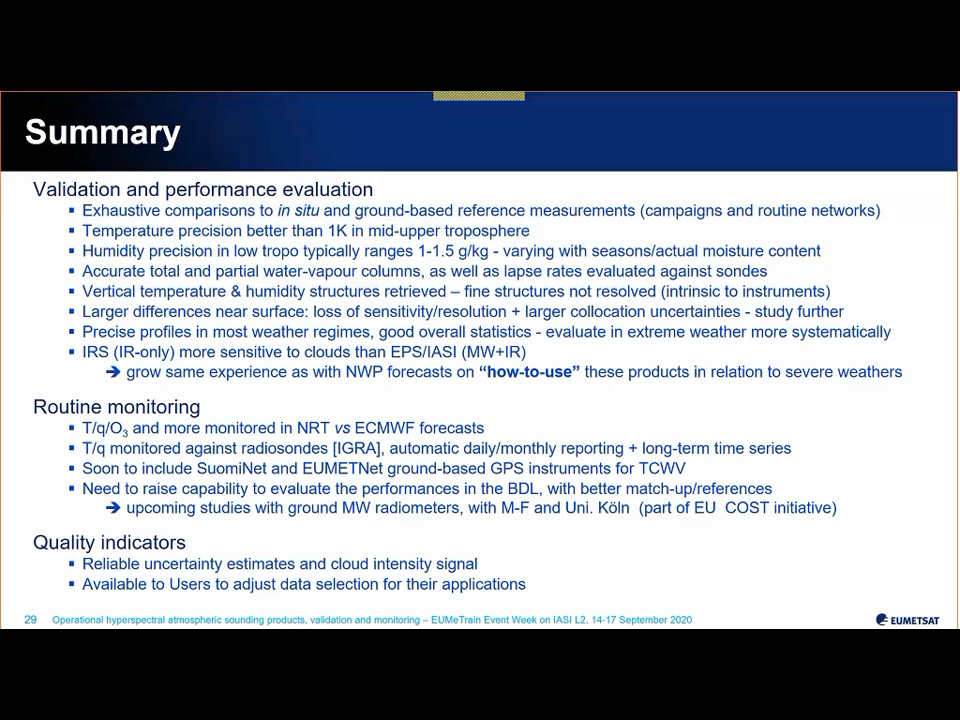 Summary
Validation and performance evaluation
▪ Exhaustive comparisons to in situ and ground-based reference measurements (campaigns and routine networks)
▪ Temperature precision better than 1K in mid-upper troposphere
▪ Humidity precision in low tropo typically ranges 1-1.5 g/kg - varying with seasons/actual moisture content
▪ Accurate total and partial water-vapour columns, as well as lapse rates evaluated against sondes
▪ Vertical temperature & humidity structures retrieved – fine structures not resolved (intrinsic to instruments)
▪ Larger differences near surface: loss of sensitivity/resolution + larger collocation uncertainties - study further
▪ Precise profiles in most weather regimes, good overall statistics - evaluate in extreme weather more systematically
▪ IRS (IR-only) more sensitive to clouds than EPS/IASI (MW+IR)
➔ grow same experience as with NWP forecasts on “how-to-use” these products in relation to severe weathers
Routine monitoring
▪ T/q/O3 and more monitored in NRT vs ECMWF forecasts
▪ T/q monitored against radiosondes [IGRA], automatic daily/monthly reporting + long-term time series
▪ Soon to include SuomiNet and EUMETNet ground-based GPS instruments for TCWV
▪ Need to raise capability to evaluate the performances in the BDL, with better match-up/references
➔ upcoming studies with ground MW radiometers, with M-F and Uni. Köln (part of EU COST initiative)
Quality indicators
▪ Reliable uncertainty estimates and cloud intensity signal
▪ Available to Users to adjust data selection for their applications
29 Operational hyperspectral atmospheric sounding products, validation and monitoring – EUMeTrain Event Week on IASI L2, 14-17 September 2020 EUMETSAT